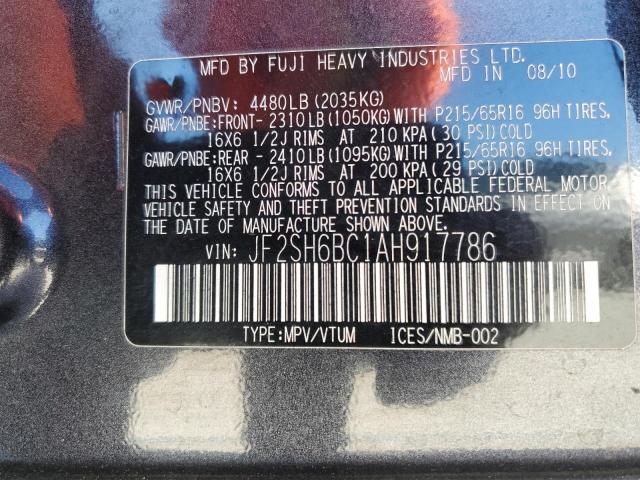 MFD BY FUJI HEAVY INDUSTRIES LTD.
MFD IN 08/10
GVWR/PNBV: 4480LB (2035KG)
GAWR/PNBE:FRONT- 2310LB(1050KG)WITH P215/65R16 96H TIRES,
16X6 1/2J RIMS AT 210 KPA(30 PSI)COLD
GAWR/PNBE:REAR - 2410LB(1095KG)WITH P215/65R16 96H TIRES,
16X6 1/2J RIMS AT 200 KPA(29 PSI)COLD
THIS VEHICLE CONFORMS TO ALL APPLICABLE FEDERAL MOTOR
VEHICLE SAFETY AND THEFT PREVENTION STANDARDS IN EFFECT ON
THE DATE OF MANUFACTURE SHOWN ABOVE.
VIN: JF2SH6BC1AH917786
TYPE:MPV/VTUM ICES/NMB-002